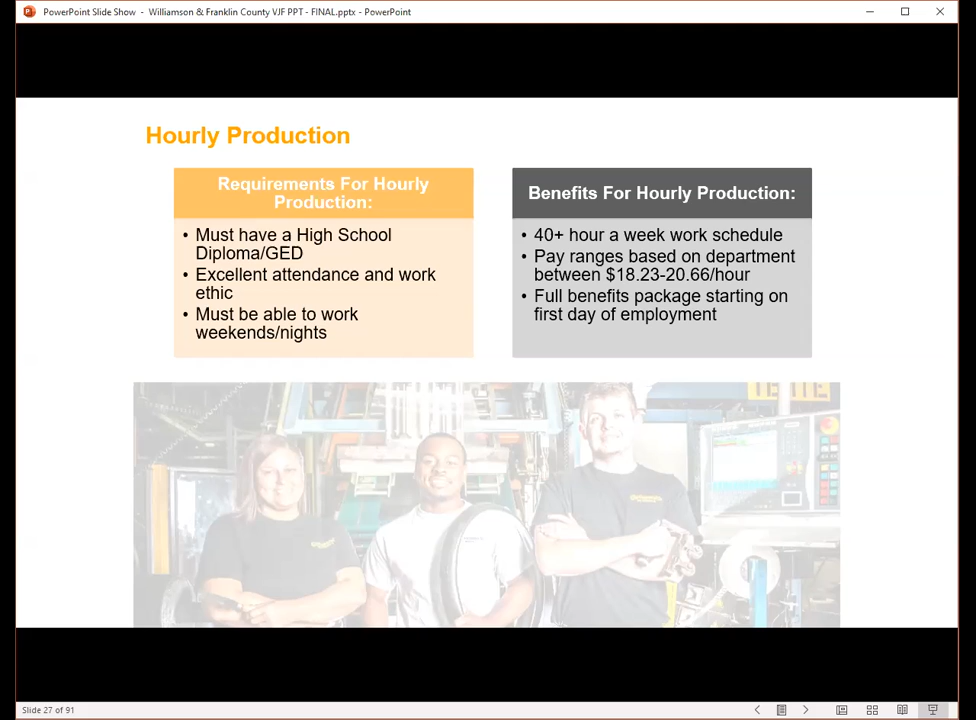 PowerPoint Slide Show - Williamson & Franklin County VJF PPT - FINAL.pptx - PowerPoint
Hourly Production
Requirements For Hourly
Production:
• Must have a High School
Diploma/GED
• Excellent attendance and work
ethic
• Must be able to work
weekends/nights
Benefits For Hourly Production:
• 40+ hour a week work schedule
• Pay ranges based on department
between $18.23-20.66/hour
• Full benefits package starting on
first day of employment
Slide 27 of 91